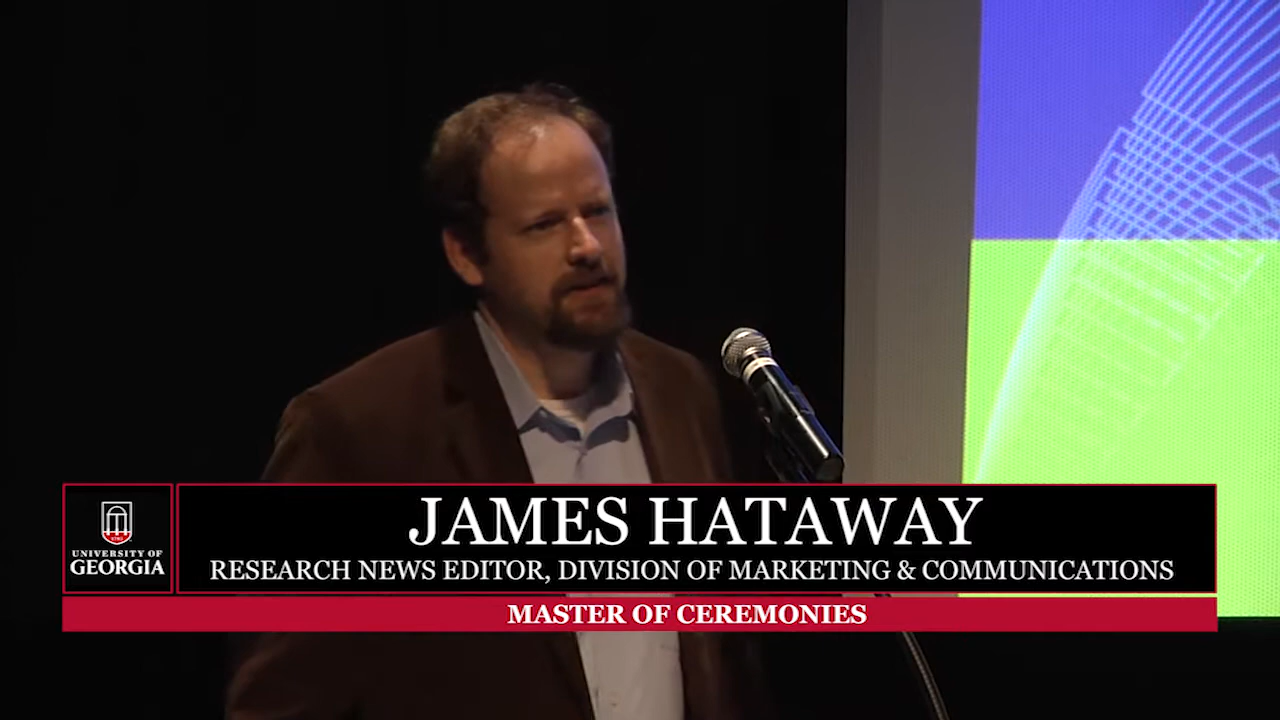 JAMES HATAWAY
RESEARCH NEWS EDITOR, DIVISION OF MARKETING & COMMUNICATIONS
UNIVERSITY OF
GEORGIA
MASTER OF CEREMONIES